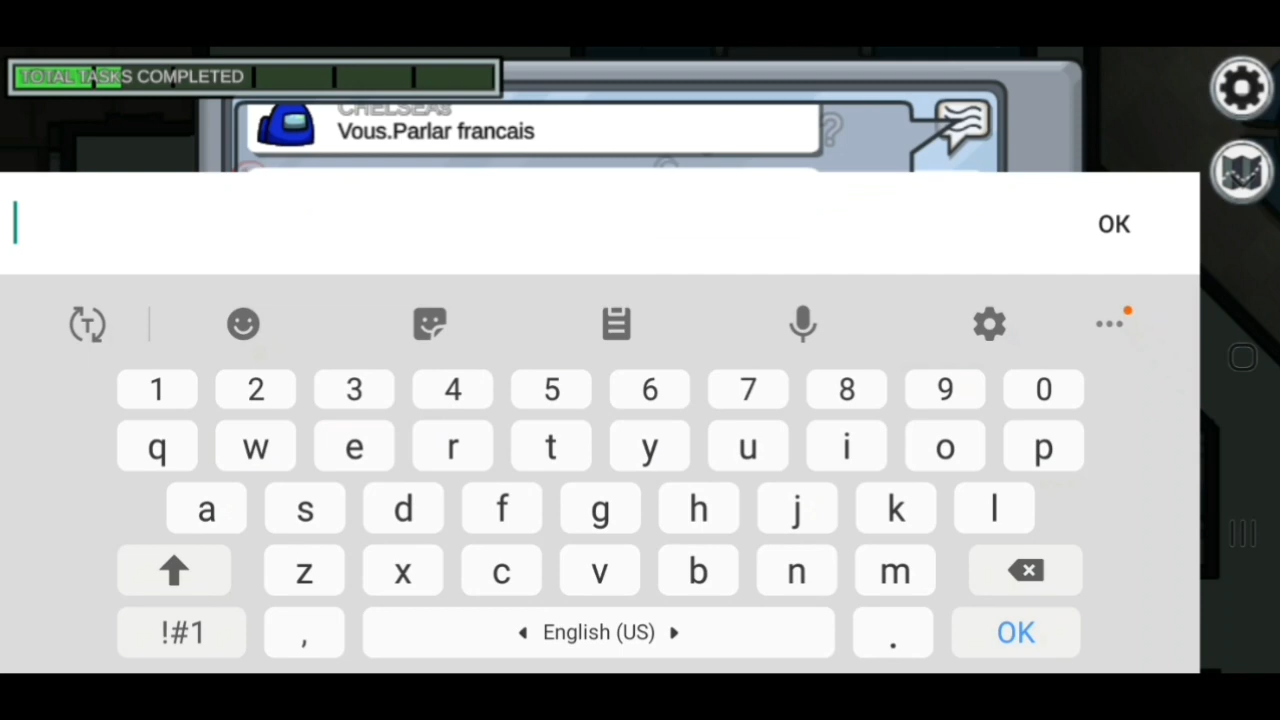 TOTAL TASKS COMPLETED
CHELSEAs
Vous.Parlar francais
OK
1 2 3 4 5 6 7 8 9 0
q w e r t y u i o p
a s d f g h j k l
z x c v b n m
!#1 , English (US) . OK